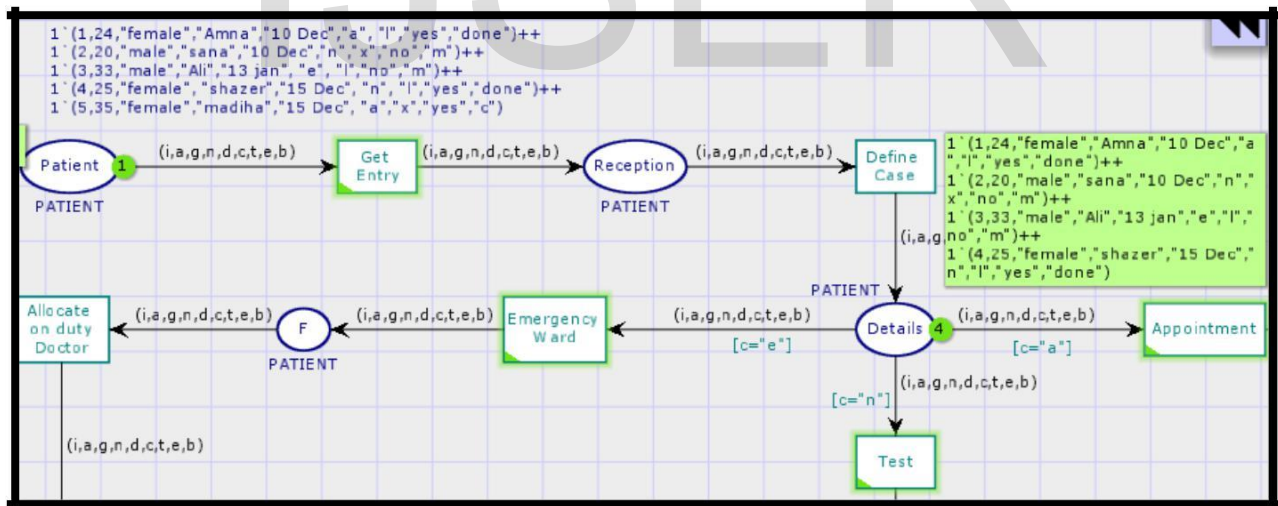 1`(1,24,"female","Amna","10 Dec","a", "l","yes","done")++
1`(2,20,"male","sana","10 Dec","n","x","no","m")++
1`(3,33,"male","Ali","13 jan", "e", "l","no","m")++
1`(4,25,"female", "shazer","15 Dec", "n", "l","yes","done")++
1`(5,35,"female","madiha","15 Dec", "a","x","yes","c")
Patient
1
(i,a,g,n,d,c,t,e,b)
Get
Entry
(i,a,g,n,d,c,t,e,b)
Reception
(i,a,g,n,d,c,t,e,b)
Define
Case
PATIENT
PATIENT
1`(1,24,"female","Amna","10 Dec","a
","l","yes","done")++
1`(2,20,"male","sana","10 Dec","n","
x","no","m")++
1`(3,33,"male","Ali","13 jan","e","l","
no","m")++
1`(4,25,"female","shazer","15 Dec","
n","l","yes","done")
(i,a,g,
PATIENT
Allocate
on duty
Doctor
(i,a,g,n,d,c,t,e,b)
F
PATIENT
(i,a,g,n,d,c,t,e,b)
Emergency
Ward
(i,a,g,n,d,c,t,e,b)
[c="e"]
Details
4
(i,a,g,n,d,c,t,e,b)
[c="a"]
Appointment
(i,a,g,n,d,c,t,e,b)
[c="n"]
(i,a,g,n,d,c,t,e,b)
Test